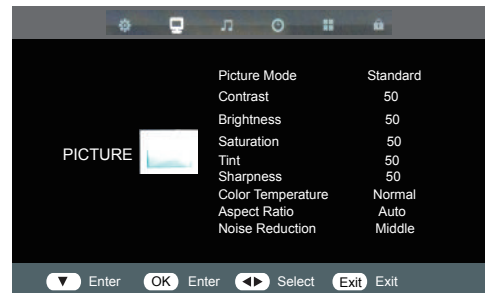 Picture Mode Standard
Contrast 50
Brightness 50
Saturation 50
PICTURE
Tint 50
Sharpness 50
Color Temperature Normal
Aspect Ratio Auto
Noise Reduction Middle
▼ Enter OK Enter ◀▶ Select Exit Exit